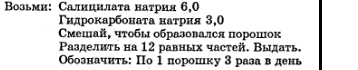 Возьми: Салицилата натрия 6,0
Гидрокарбоната натрия 3,0
Смешай, чтобы образовался порошок
Разделить на 12 равных частей. Выдать.
Обозначить: По 1 порошку 3 раза в день